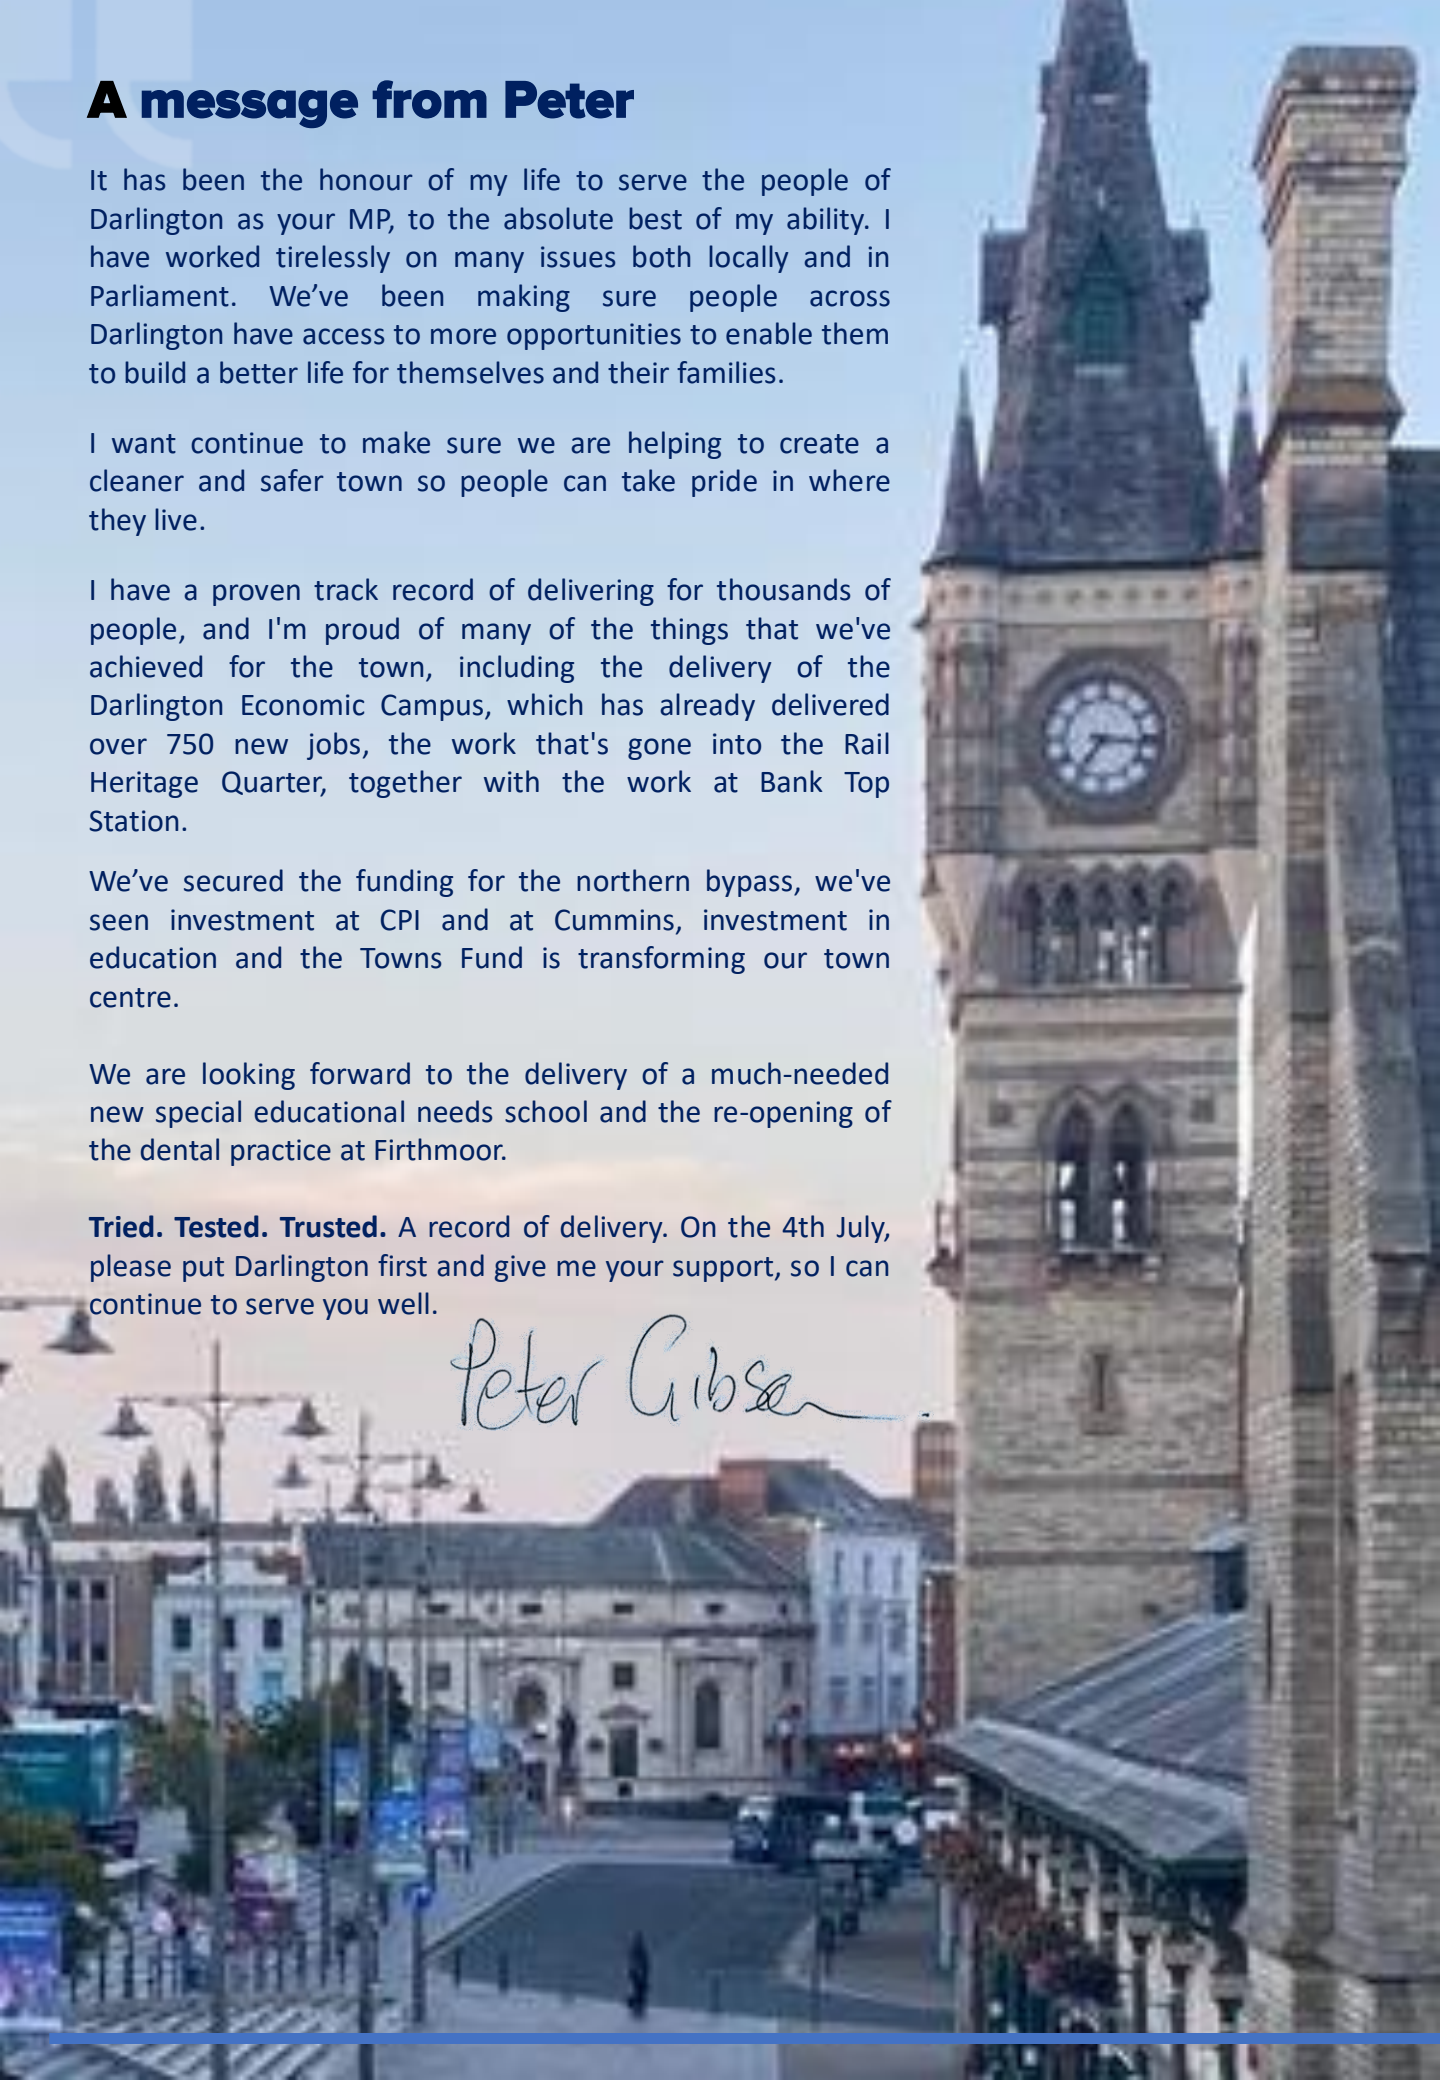 A message from Peter
It has been the honour of my life to serve the people of
Darlington as your MP, to the absolute best of my ability. I
have worked tirelessly on many issues both locally and in
Parliament. We’ve been making sure people across
Darlington have access to more opportunities to enable them
to build a better life for themselves and their families.
I want continue to make sure we are helping to create a
cleaner and safer town so people can take pride in where
they live.
I have a proven track record of delivering for thousands of
people, and I'm proud of many of the things that we've
achieved for the town, including the delivery of the
Darlington Economic Campus, which has already delivered
over 750 new jobs, the work that's gone into the Rail
Heritage Quarter, together with the work at Bank Top
Station.
We’ve secured the funding for the northern bypass, we've
seen investment at CPI and at Cummins, investment in
education and the Towns Fund is transforming our town
centre.
We are looking forward to the delivery of a much-needed
new special educational needs school and the re-opening of
the dental practice at Firthmoor.
Tried. Tested. Trusted. A record of delivery. On the 4th July,
please put Darlington first and give me your support, so I can
continue to serve you well.
Peter Gibson